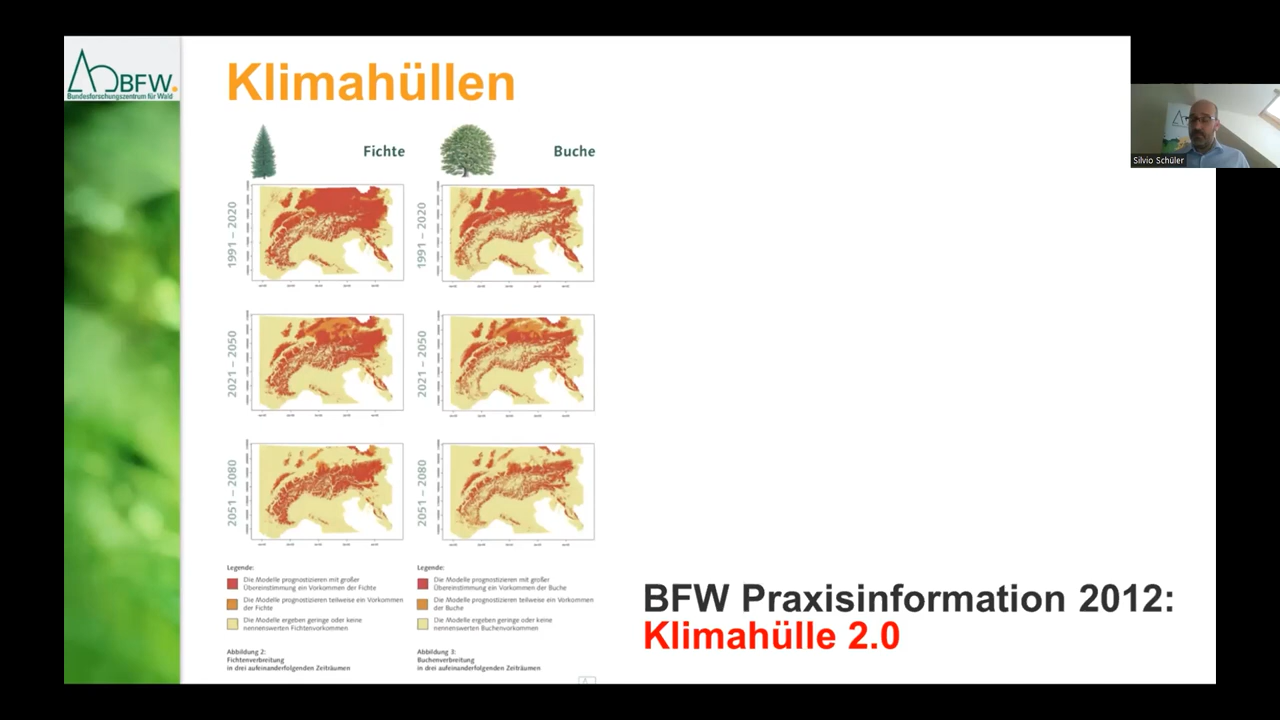 BFW.
Bundesforschungszentrum für Wald
Klimahüllen
Silvio Schüler
Fichte
Buche
1991 – 2020
1991 – 2020
2021 – 2050
2021 – 2050
2051 – 2080
2051 – 2080
Legende:
Die Modelle prognostizieren mit großer
Übereinstimmung ein Vorkommen der Fichte
Die Modelle prognostizieren teilweise ein Vorkommen
der Fichte
Die Modelle ergeben geringe oder keine
nennenswerten Fichtenvorkommen
Abbildung 2:
Fichtenverbreitung
in drei aufeinanderfolgenden Zeiträumen
Legende:
Die Modelle prognostizieren mit großer
Übereinstimmung ein Vorkommen der Buche
Die Modelle prognostizieren teilweise ein Vorkommen
der Buche
Die Modelle ergeben geringe oder keine
nennenswerten Buchenvorkommen
Abbildung 3:
Buchenverbreitung
in drei aufeinanderfolgenden Zeiträumen
BFW Praxisinformation 2012:
Klimahülle 2.0